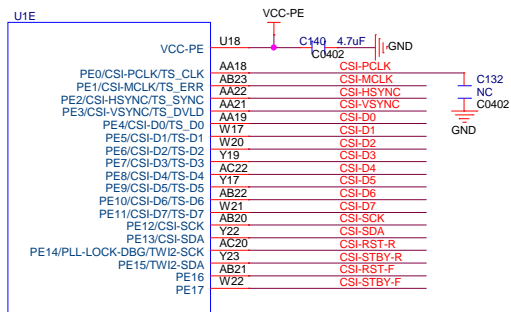 VCC-PE
U1E
VCC-PE U18 C140 4.7uF GND
C0402
PE0/CSI-PCLK/TS_CLK AA18 CSI-PCLK
PE1/CSI-MCLK/TS_ERR AB23 CSI-MCLK C132
PE2/CSI-HSYNC/TS_SYNC AA22 CSI-HSYNC NC
PE3/CSI-VSYNC/TS_DVLD AA21 CSI-VSYNC C0402
PE4/CSI-D0/TS_D0 AA19 CSI-D0
PE5/CSI-D1/TS-D1 W17 CSI-D1 GND
PE6/CSI-D2/TS-D2 W20 CSI-D2
PE7/CSI-D3/TS-D3 Y19 CSI-D3
PE8/CSI-D4/TS-D4 AC22 CSI-D4
PE9/CSI-D5/TS-D5 Y17 CSI-D5
PE10/CSI-D6/TS-D6 AB22 CSI-D6
PE11/CSI-D7/TS-D7 W21 CSI-D7
PE12/CSI-SCK AB20 CSI-SCK
PE13/CSI-SDA Y22 CSI-SDA
PE14/PLL-LOCK-DBG/TWI2-SCK AC20 CSI-RST-R
PE15/TWI2-SDA Y23 CSI-STBY-R
PE16 AB21 CSI-RST-F
PE17 W22 CSI-STBY-F